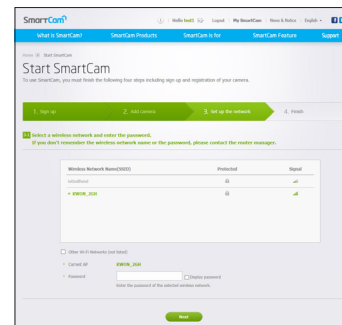 SmartCam
Hello test1 Logout My SmartCam News & Notice English
What is SmartCam? SmartCam Products SmartCam is for SmartCam Feature Support
Home Start SmartCam
Start SmartCam
To use SmartCam, you must finish the following four steps including sign up and registration of your camera.
1. Sign up 2. Add camera 3. Set up the network 4. Finish
Select a wireless network and enter the password.
If you don't remember the wireless network name or the password, please contact the router manager.
Wireless Network Name(SSID) Protected Signal
KWON_2GH
Other Wi-Fi Networks (not listed)
Current AP KWON_2GH
Password Display password
Enter the password of the selected wireless network.
Next